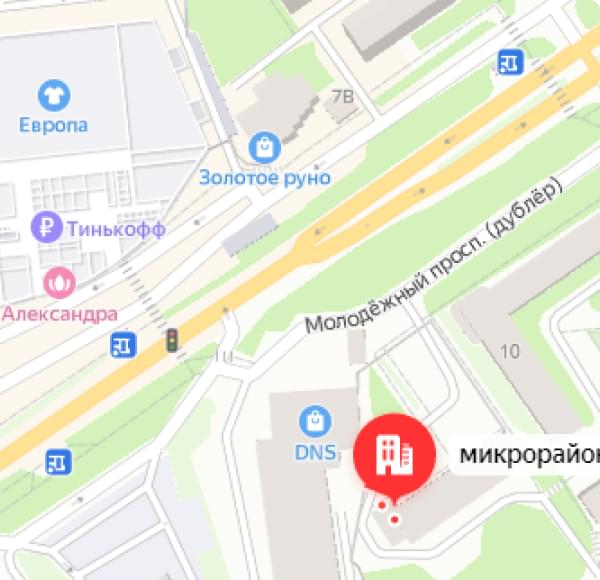 7В
Европа
Золотое руно
Тинькофф
Александра
Молодёжный просп. (дублёр)
10
DNS
микрорайон